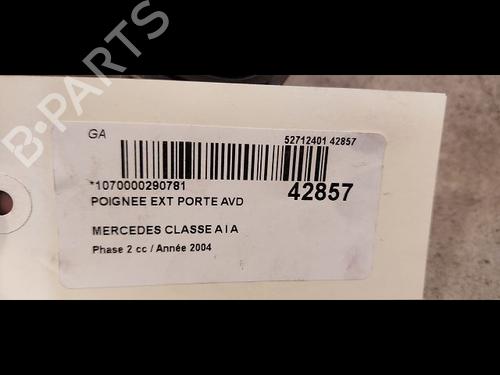 B-PARTS
GA
52712401 42857
*1070000290781
42857
POIGNEE EXT PORTE AVD
MERCEDES CLASSE A I A
Phase 2 cc / Année 2004